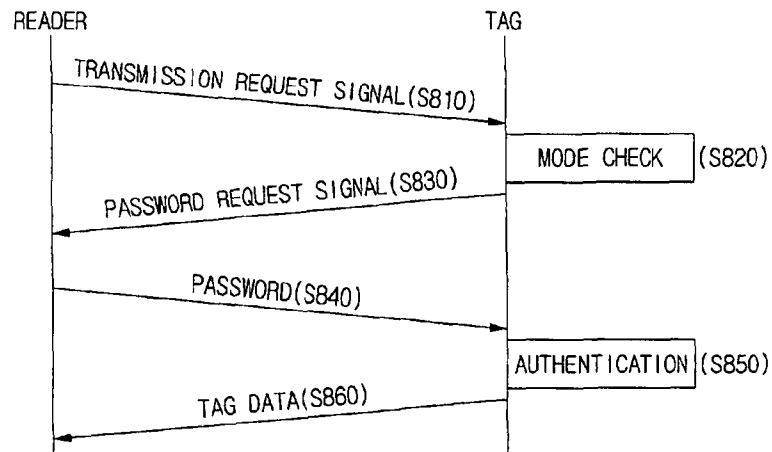 READER
TAG
TRANSMISSION REQUEST SIGNAL(S810)
MODE CHECK (S820)
PASSWORD REQUEST SIGNAL(S830)
PASSWORD(S840)
AUTHENTICATION (S850)
TAG DATA(S860)